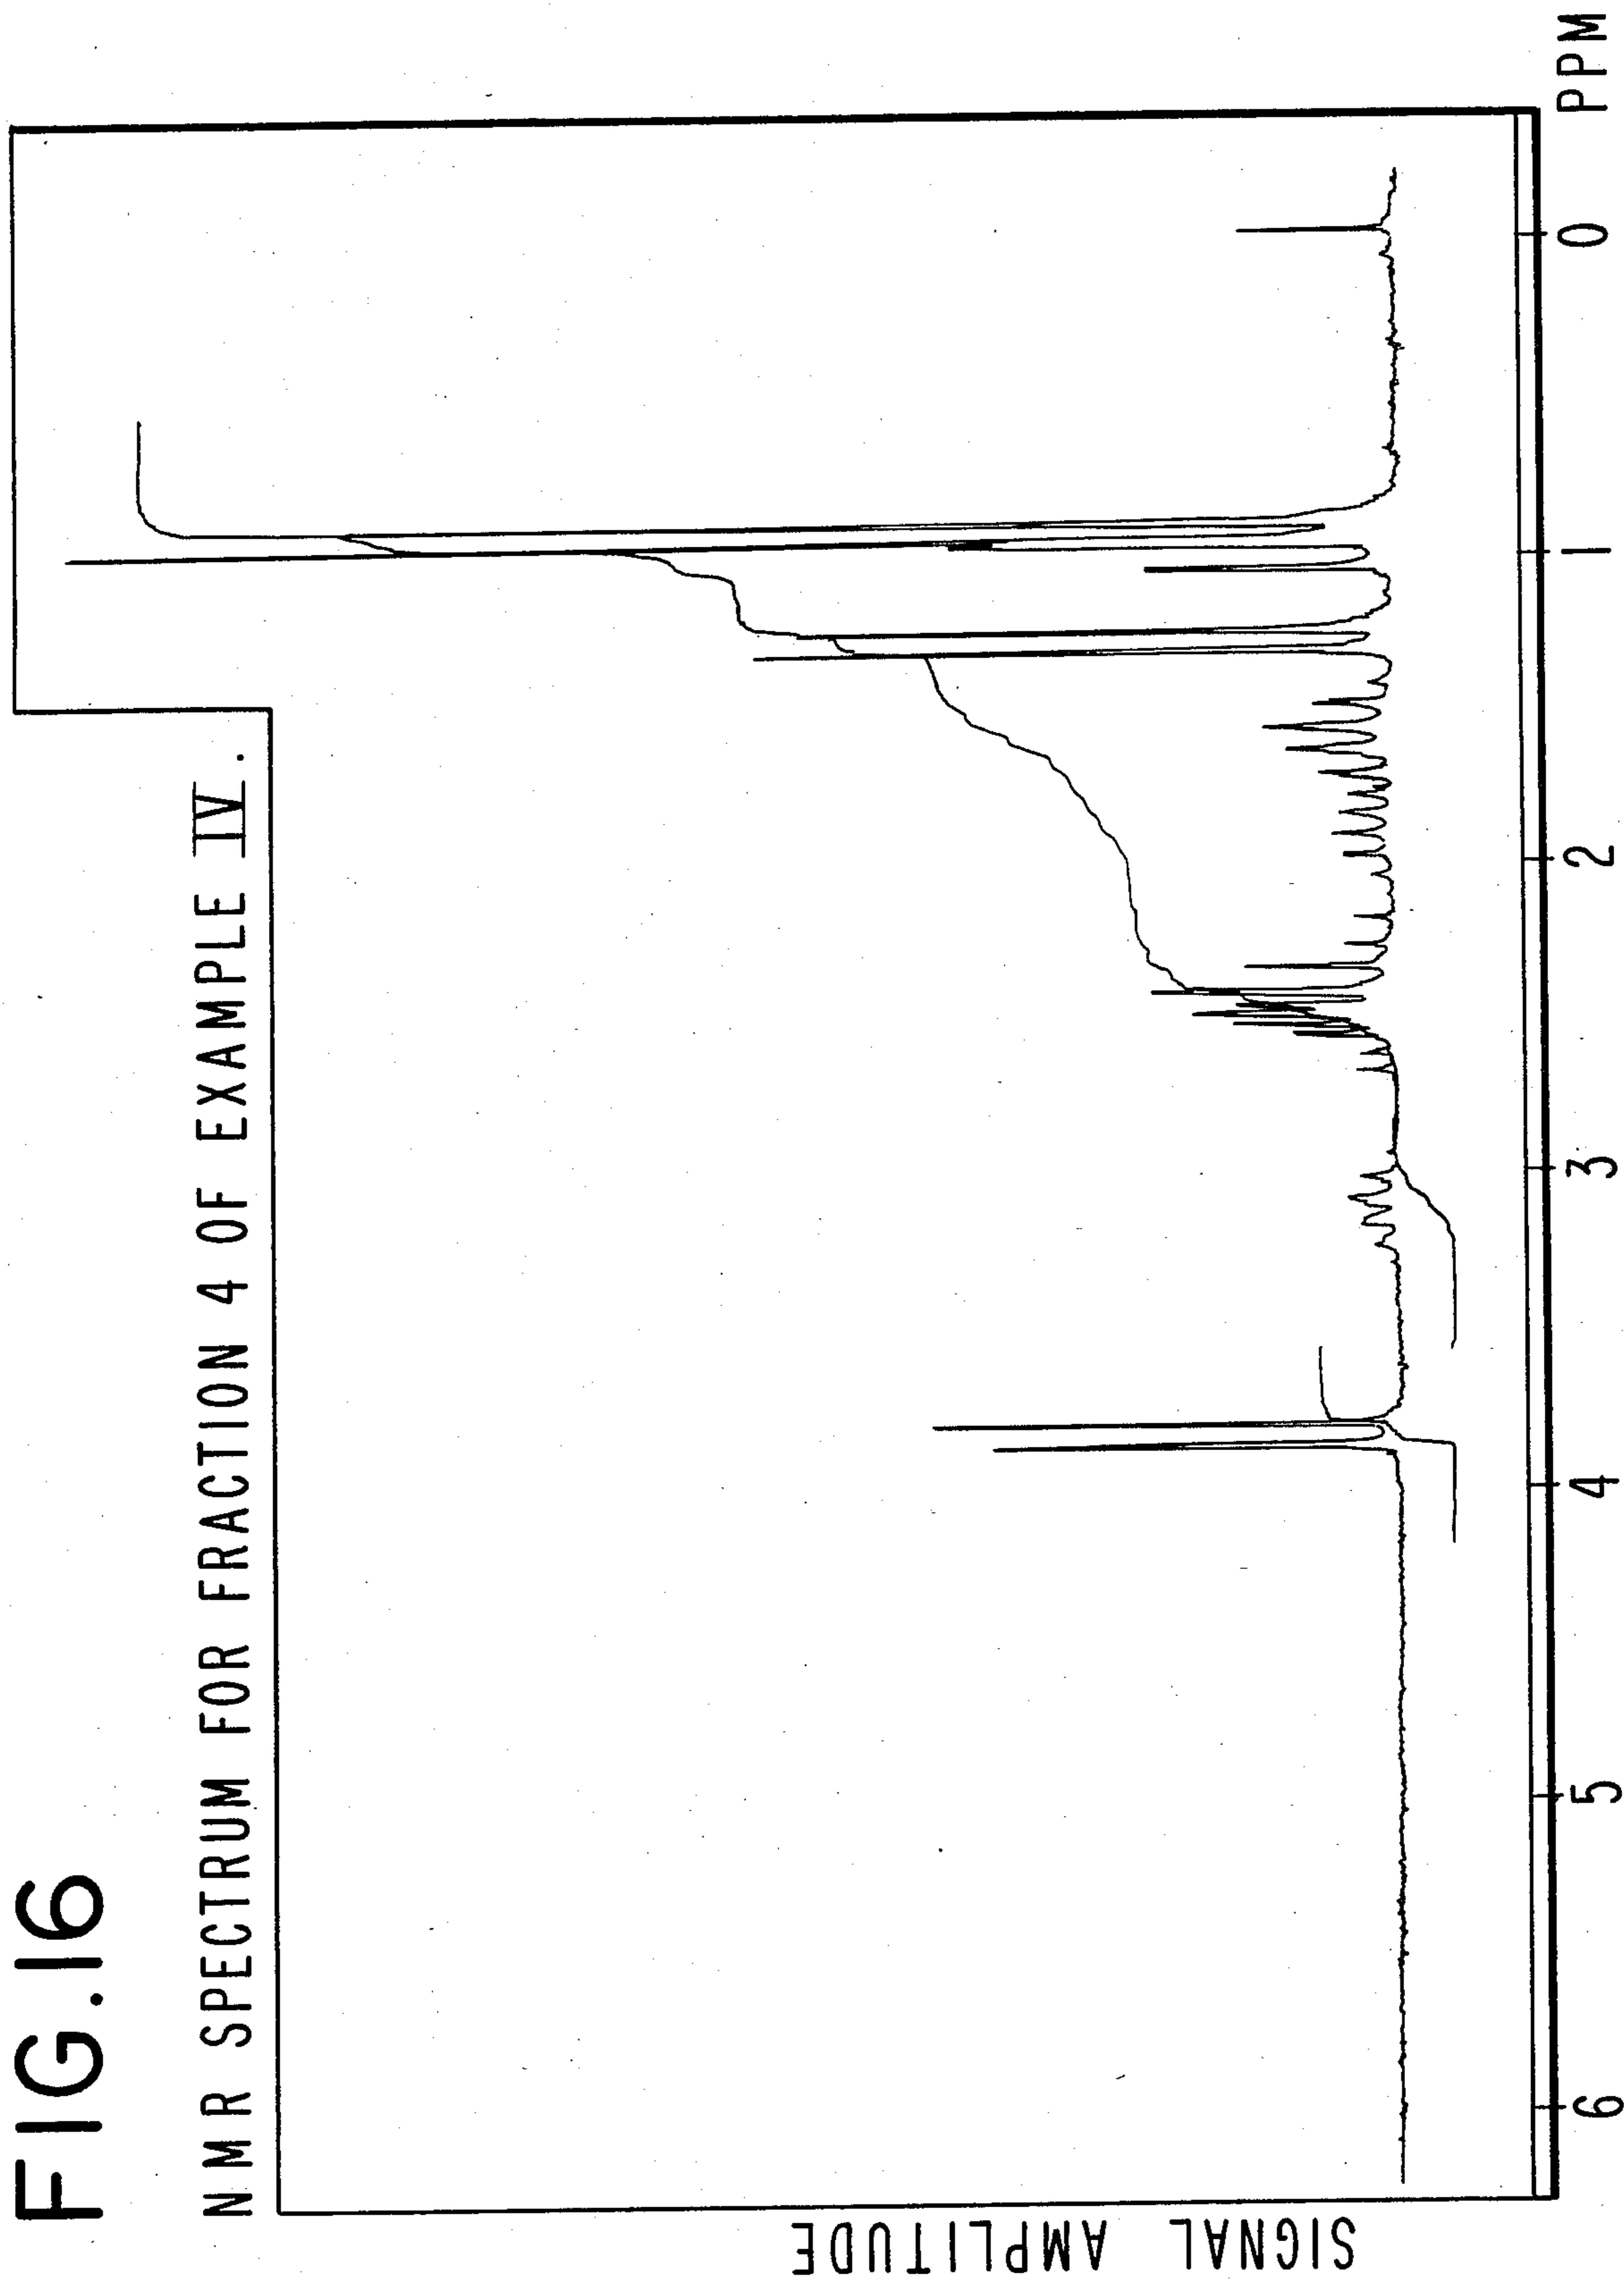 FIG.16
NMR SPECTRUM FOR FRACTION 4 OF EXAMPLE IV.
SIGNAL AMPLITUDE
6 5 4 3 2 1 0 PPM